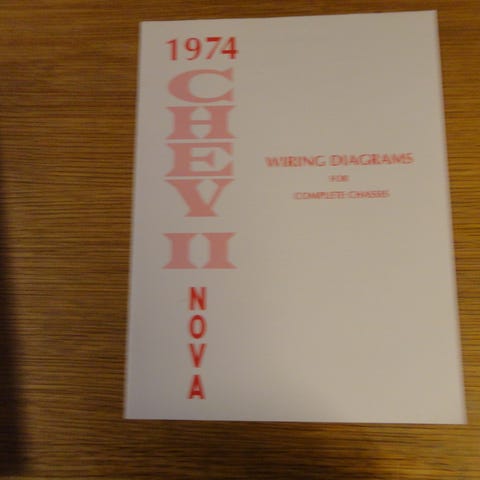 1974
CHEV II
NOVA
WIRING DIAGRAMS
FOR
COMPLETE CHASSIS